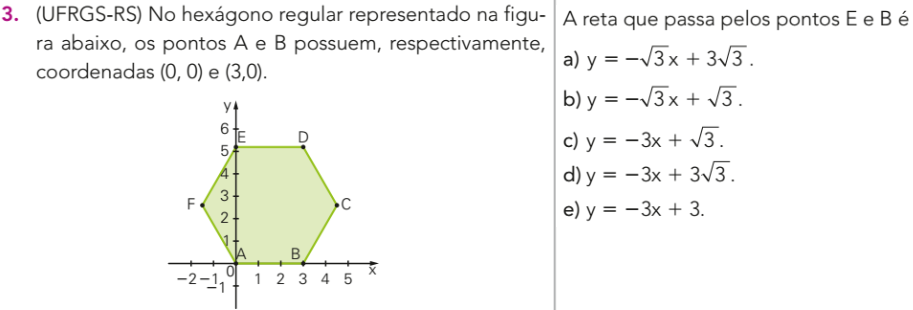 3. (UFRGS-RS) No hexágono regular representado na figu-
ra abaixo, os pontos A e B possuem, respectivamente,
coordenadas (0, 0) e (3,0).
y
6
E
D
5
4
3
F
C
2
1
A
B
0
x
−2 −1 1 2 3 4 5
−1
A reta que passa pelos pontos E e B é
a) y = −√3x + 3√3.
b) y = −√3x + √3.
c) y = −3x + √3.
d) y = −3x + 3√3.
e) y = −3x + 3.